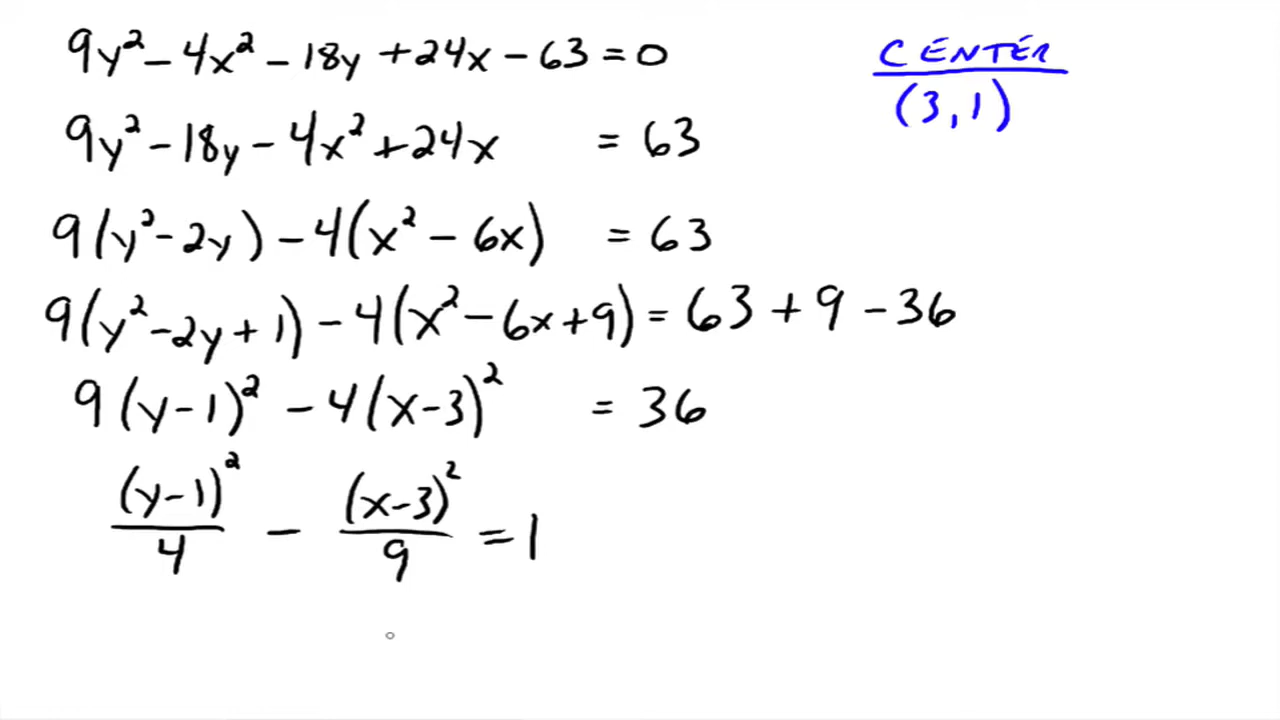 9y² – 4x² – 18y + 24x – 63 = 0
9y² – 18y – 4x² + 24x = 63
9(y² – 2y) – 4(x² – 6x) = 63
9(y² – 2y + 1) – 4(x² – 6x + 9) = 63 + 9 – 36
9(y – 1)² – 4(x – 3)² = 36
(y – 1)²/4 – (x – 3)²/9 = 1
CENTER
(3, 1)